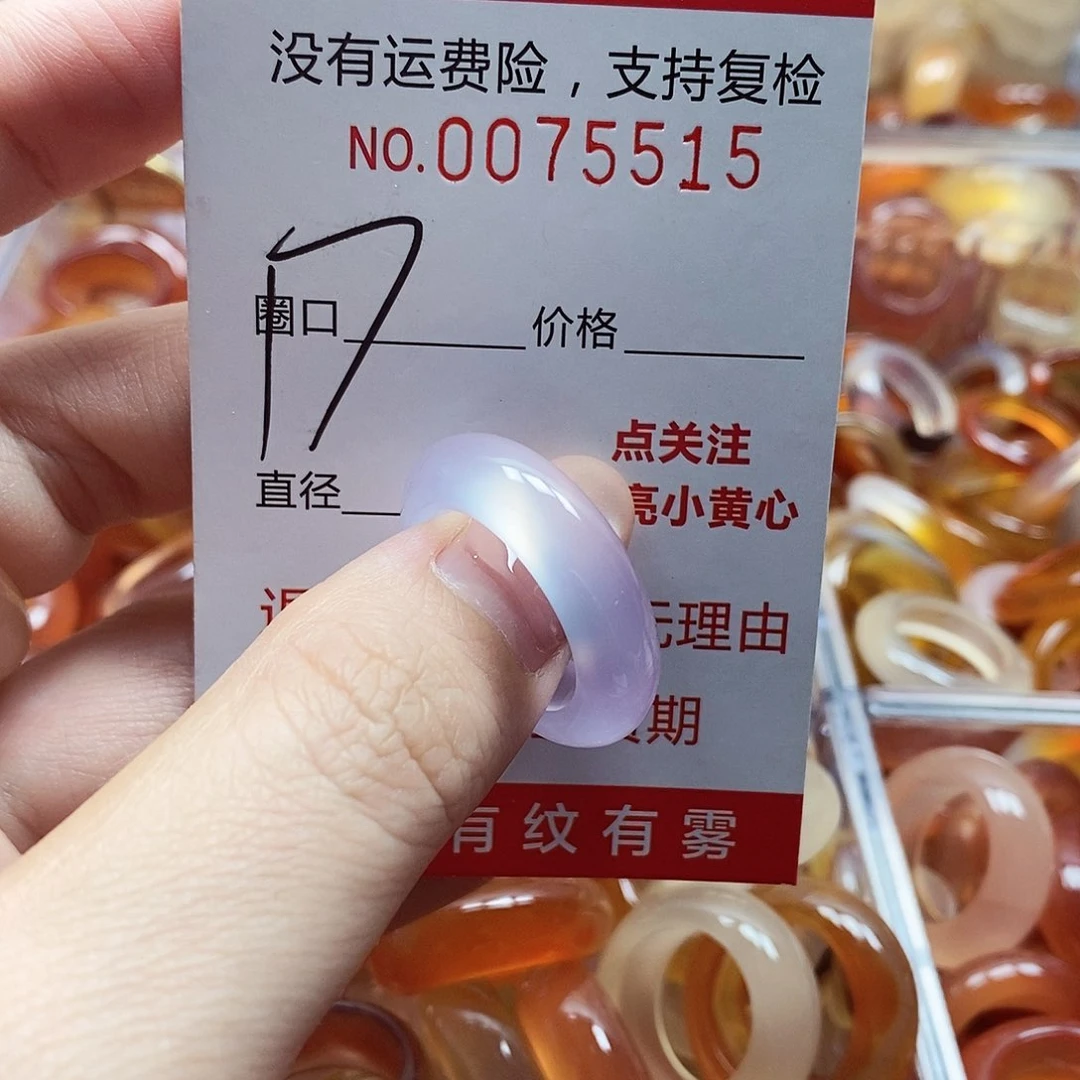 没有运费险，支持复检
NO.0075515
17
圈口 价格
点关注
直径 亮小黄心
退 无理由
期
有纹有雾